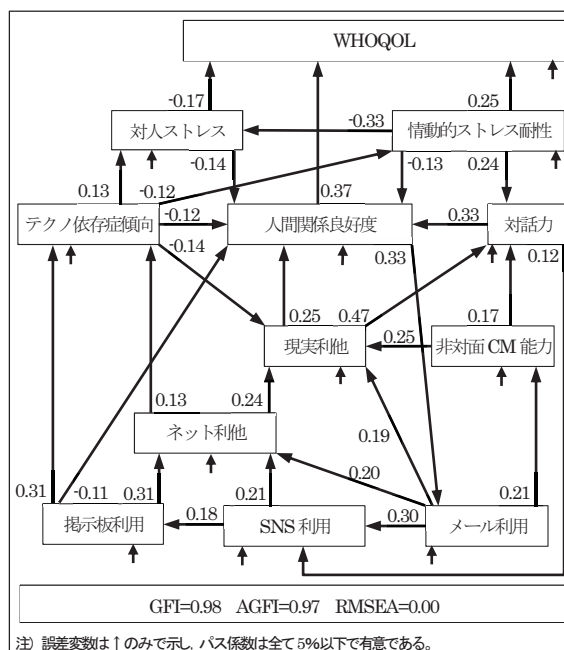 WHOQOL
-0.17
0.25
対人ストレス
-0.33
情動的ストレス耐性
-0.14
-0.13
0.24
0.13
-0.12
0.37
テクノ依存症傾向
-0.12
人間関係良好度
0.33
対話力
-0.14
0.33
0.12
0.25
0.47
0.17
現実利他
0.25
非対面 CM 能力
0.13
0.24
ネット利他
0.19
0.20
0.31
-0.11
0.31
0.21
0.21
掲示板利用
0.18
SNS 利用
0.30
メール利用
GFI=0.98 AGFI=0.97 RMSEA=0.00
注) 誤差変数は↑のみで示し, パス係数は全て5%以下で有意である。